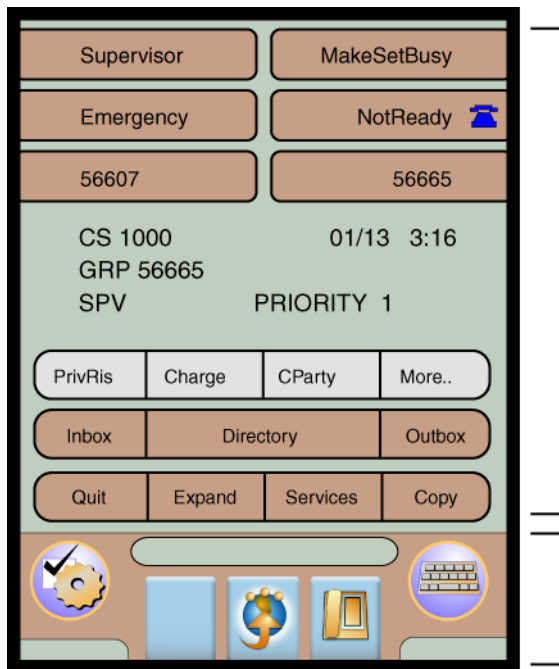 Supervisor MakeSetBusy
Emergency NotReady
56607 56665
CS 1000 01/13 3:16
GRP 56665
SPV PRIORITY 1
PrivRls Charge CParty More..
Inbox Directory Outbox
Quit Expand Services Copy